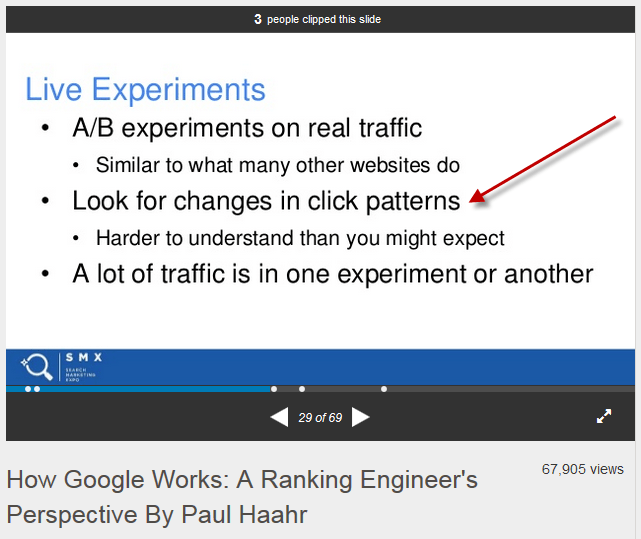 3 people clipped this slide
Live Experiments
• A/B experiments on real traffic
• Similar to what many other websites do
• Look for changes in click patterns
• Harder to understand than you might expect
• A lot of traffic is in one experiment or another
SMX
SEARCH
MARKETING
EXPO
29 of 69
How Google Works: A Ranking Engineer's
Perspective By Paul Haahr
67,905 views